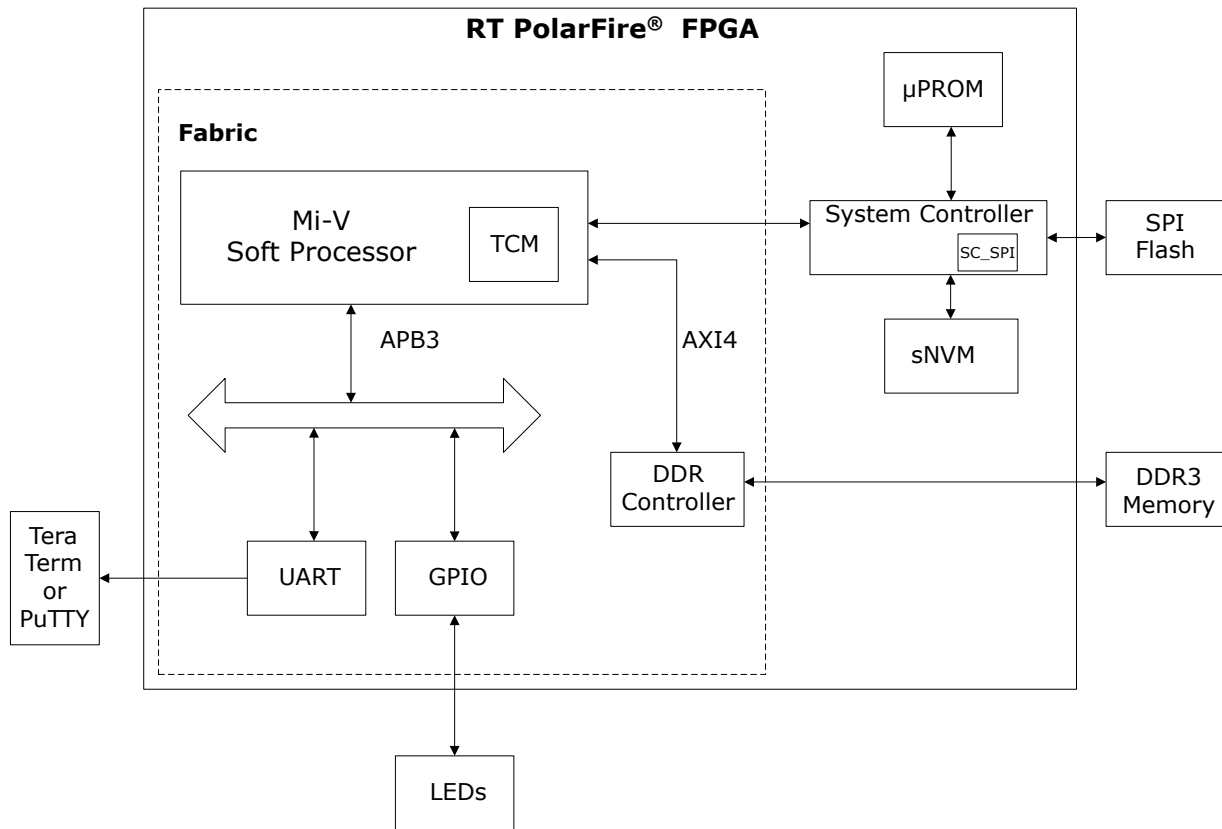 RT PolarFire® FPGA
µPROM
Fabric
Mi-V
Soft Processor
TCM
System Controller
SC_SPI
SPI
Flash
APB3
AXI4
sNVM
DDR
Controller
DDR3
Memory
Tera
Term
or
PuTTY
UART
GPIO
LEDs